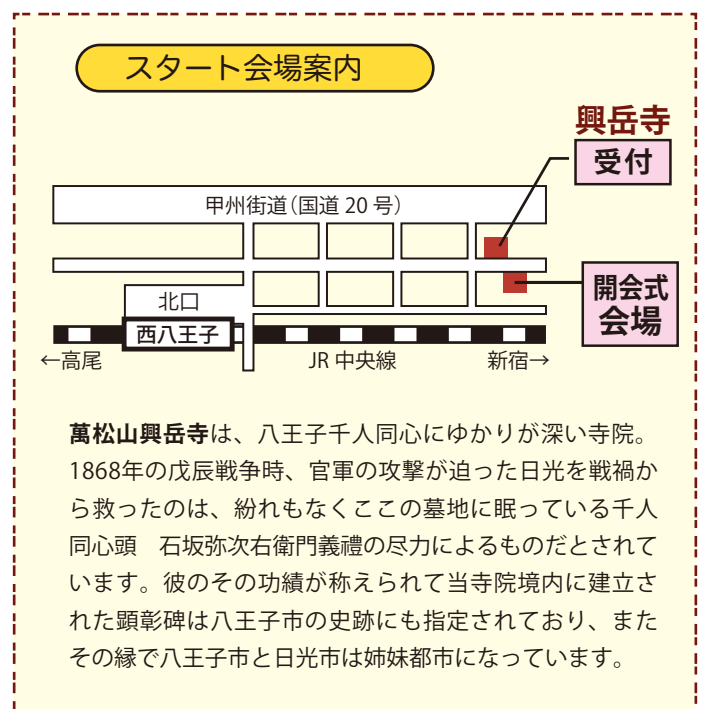 スタート会場案内
興岳寺
受付
甲州街道(国道 20 号)
開会式
会場
北口
西八王子
←高尾
JR 中央線
新宿→
萬松山興岳寺は、八王子千人同心にゆかりが深い寺院。
1868年の戊辰戦争時、官軍の攻撃が迫った日光を戦禍か
ら救ったのは、紛れもなくここの墓地に眠っている千人
同心頭　石坂弥次右衛門義禮の尽力によるものだとされて
います。彼のその功績が称えられて当寺院境内に建立さ
れた顕彰碑は八王子市の史跡にも指定されており、また
その縁で八王子市と日光市は姉妹都市になっています。